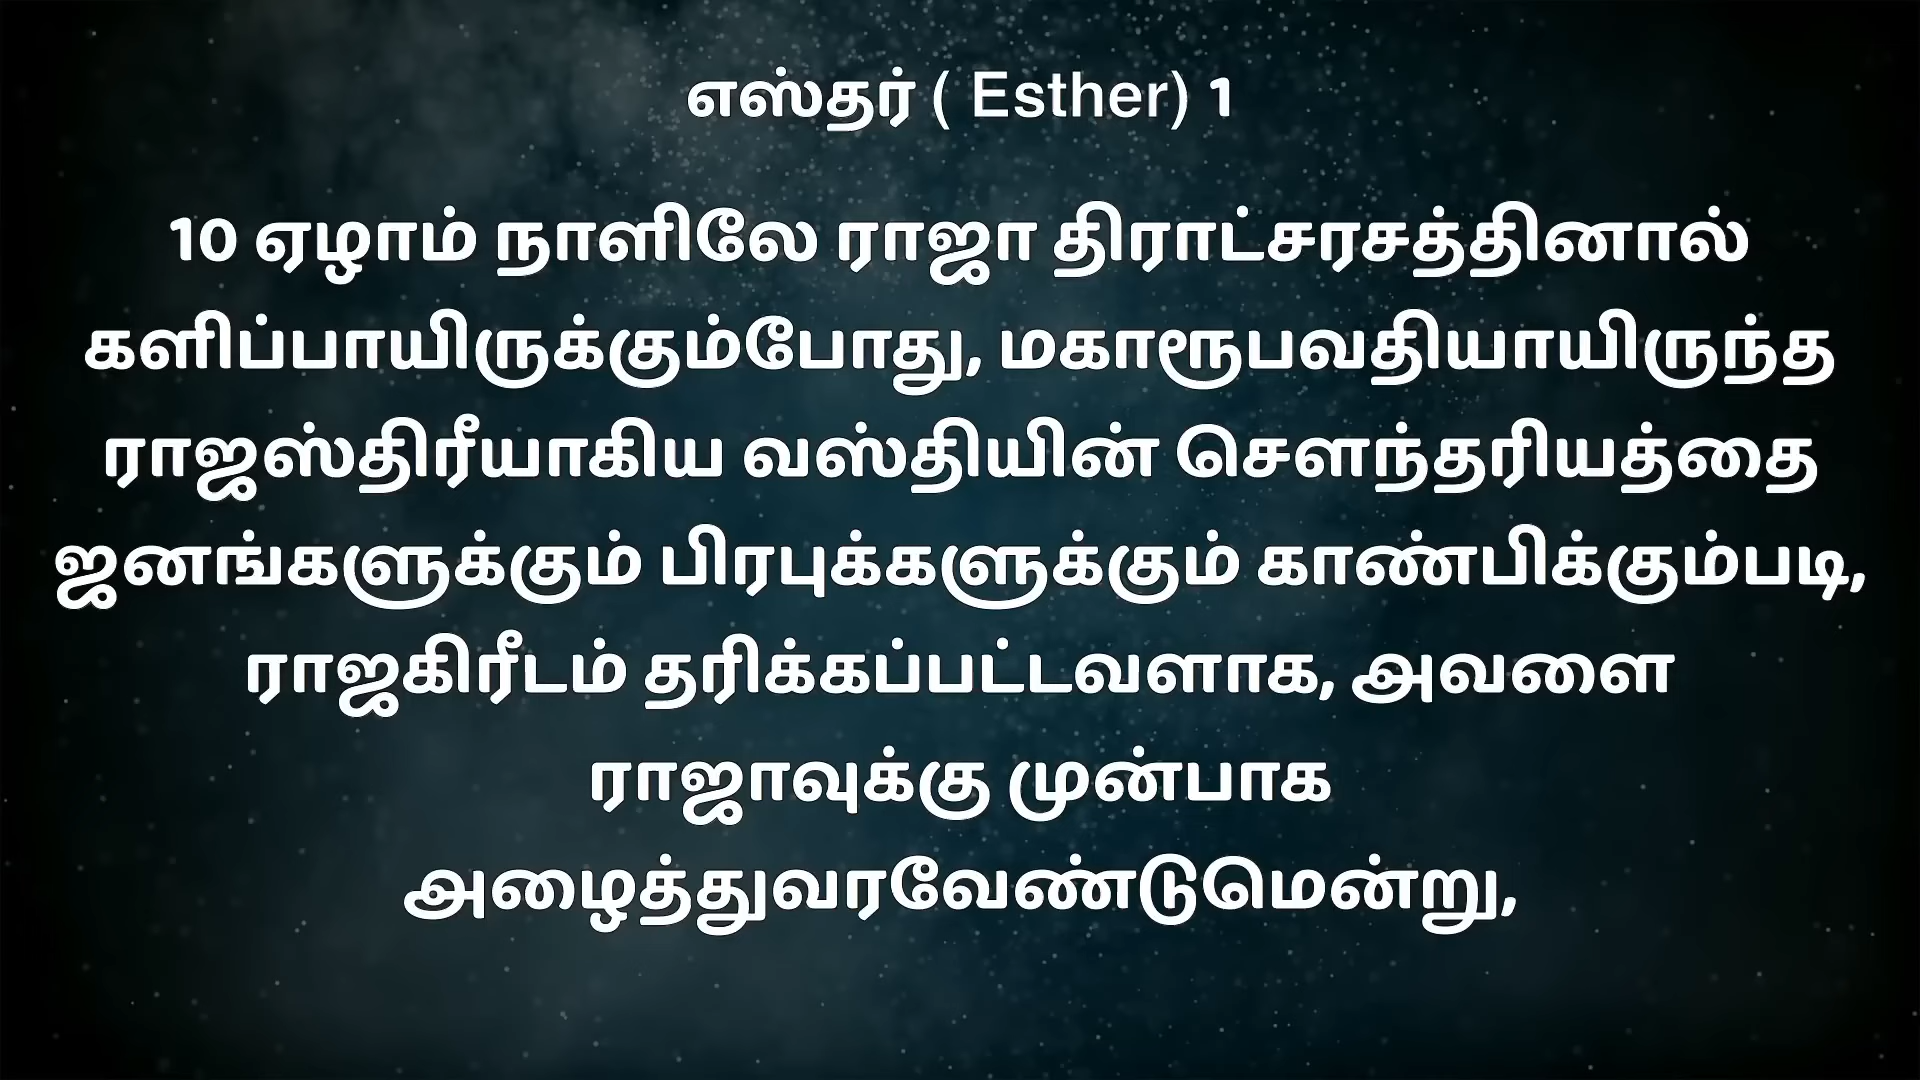 எஸ்தர் ( Esther) 1
10 ஏழாம் நாளிலே ராஜா திராட்சரசத்தினால்
களிப்பாயிருக்கும்போது, மகாரூபவதியாயிருந்த
ராஜஸ்திரீயாகிய வஸ்தியின் சௌந்தரியத்தை
ஜனங்களுக்கும் பிரபுக்களுக்கும் காண்பிக்கும்படி,
ராஜகிரீடம் தரிக்கப்பட்டவளாக, அவளை
ராஜாவுக்கு முன்பாக
அழைத்துவரவேண்டுமென்று,